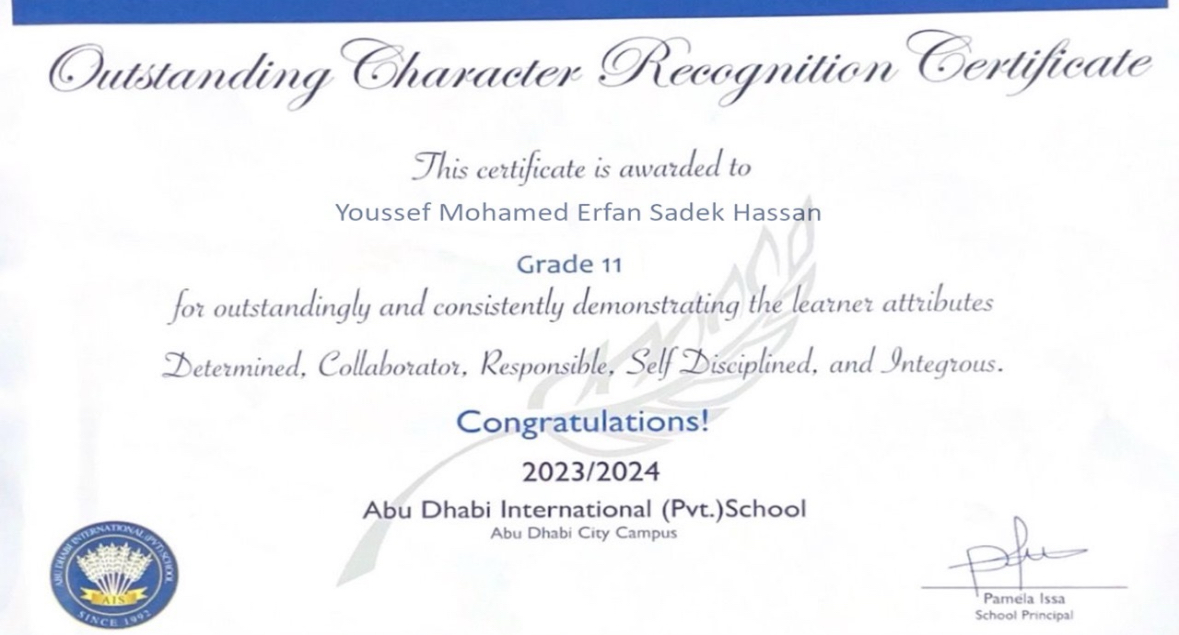 Outstanding Character Recognition Certificate
This certificate is awarded to
Youssef Mohamed Erfan Sadek Hassan
Grade 11
for outstandingly and consistently demonstrating the learner attributes
Determined, Collaborator, Responsible, Self Disciplined, and Integrous.
Congratulations!
2023/2024
Abu Dhabi International (Pvt.)School
Abu Dhabi City Campus
ABU DHABI INTERNATIONAL (PVT.) SCHOOL
AIS
SINCE 1992
Pamela Issa
School Principal